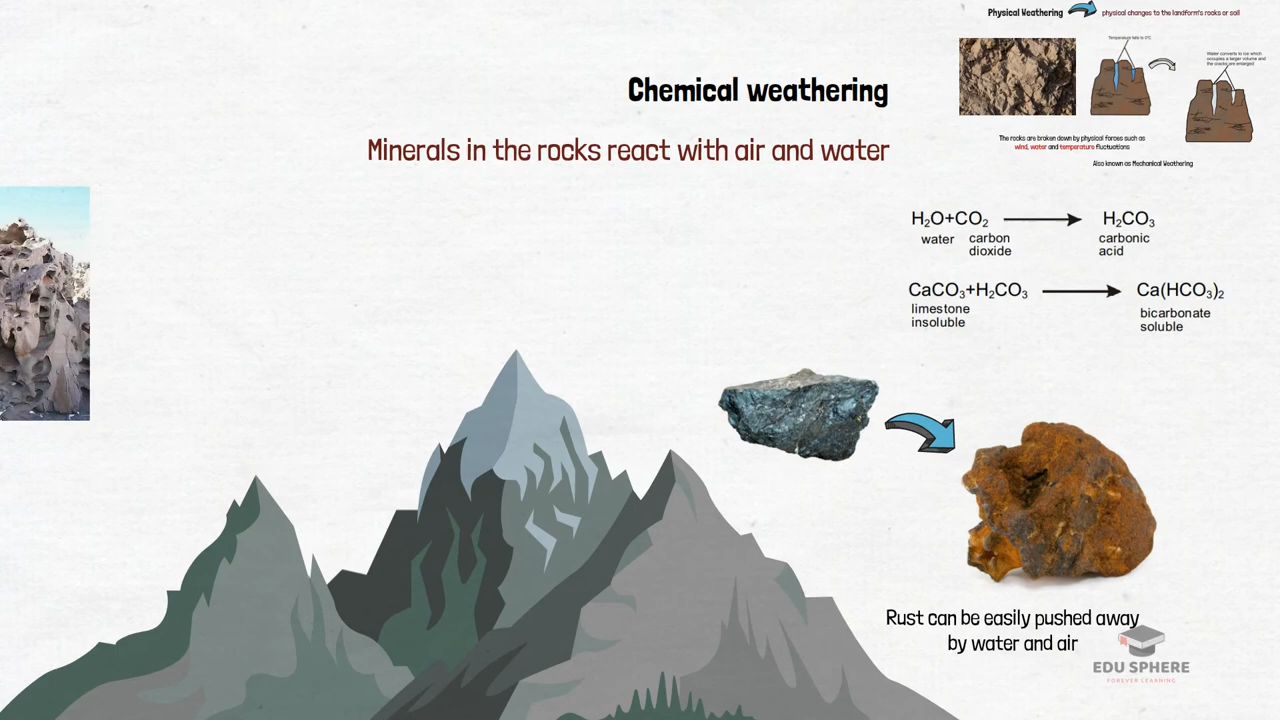 Physical Weathering
physical changes to the landform's rocks or soil
Temperature falls to 0°C
Water converts to ice which
occupies a larger volume and
the cracks are enlarged
The rocks are broken down by physical forces such as
wind, water and temperature fluctuations
Also known as Mechanical Weathering
Chemical weathering
Minerals in the rocks react with air and water
H₂O+CO₂ ⟶ H₂CO₃
water carbon dioxide carbonic acid
CaCO₃+H₂CO₃ ⟶ Ca(HCO₃)₂
limestone bicarbonate
insoluble soluble
Rust can be easily pushed away
by water and air
EDU SPHERE
FOREVER LEARNING